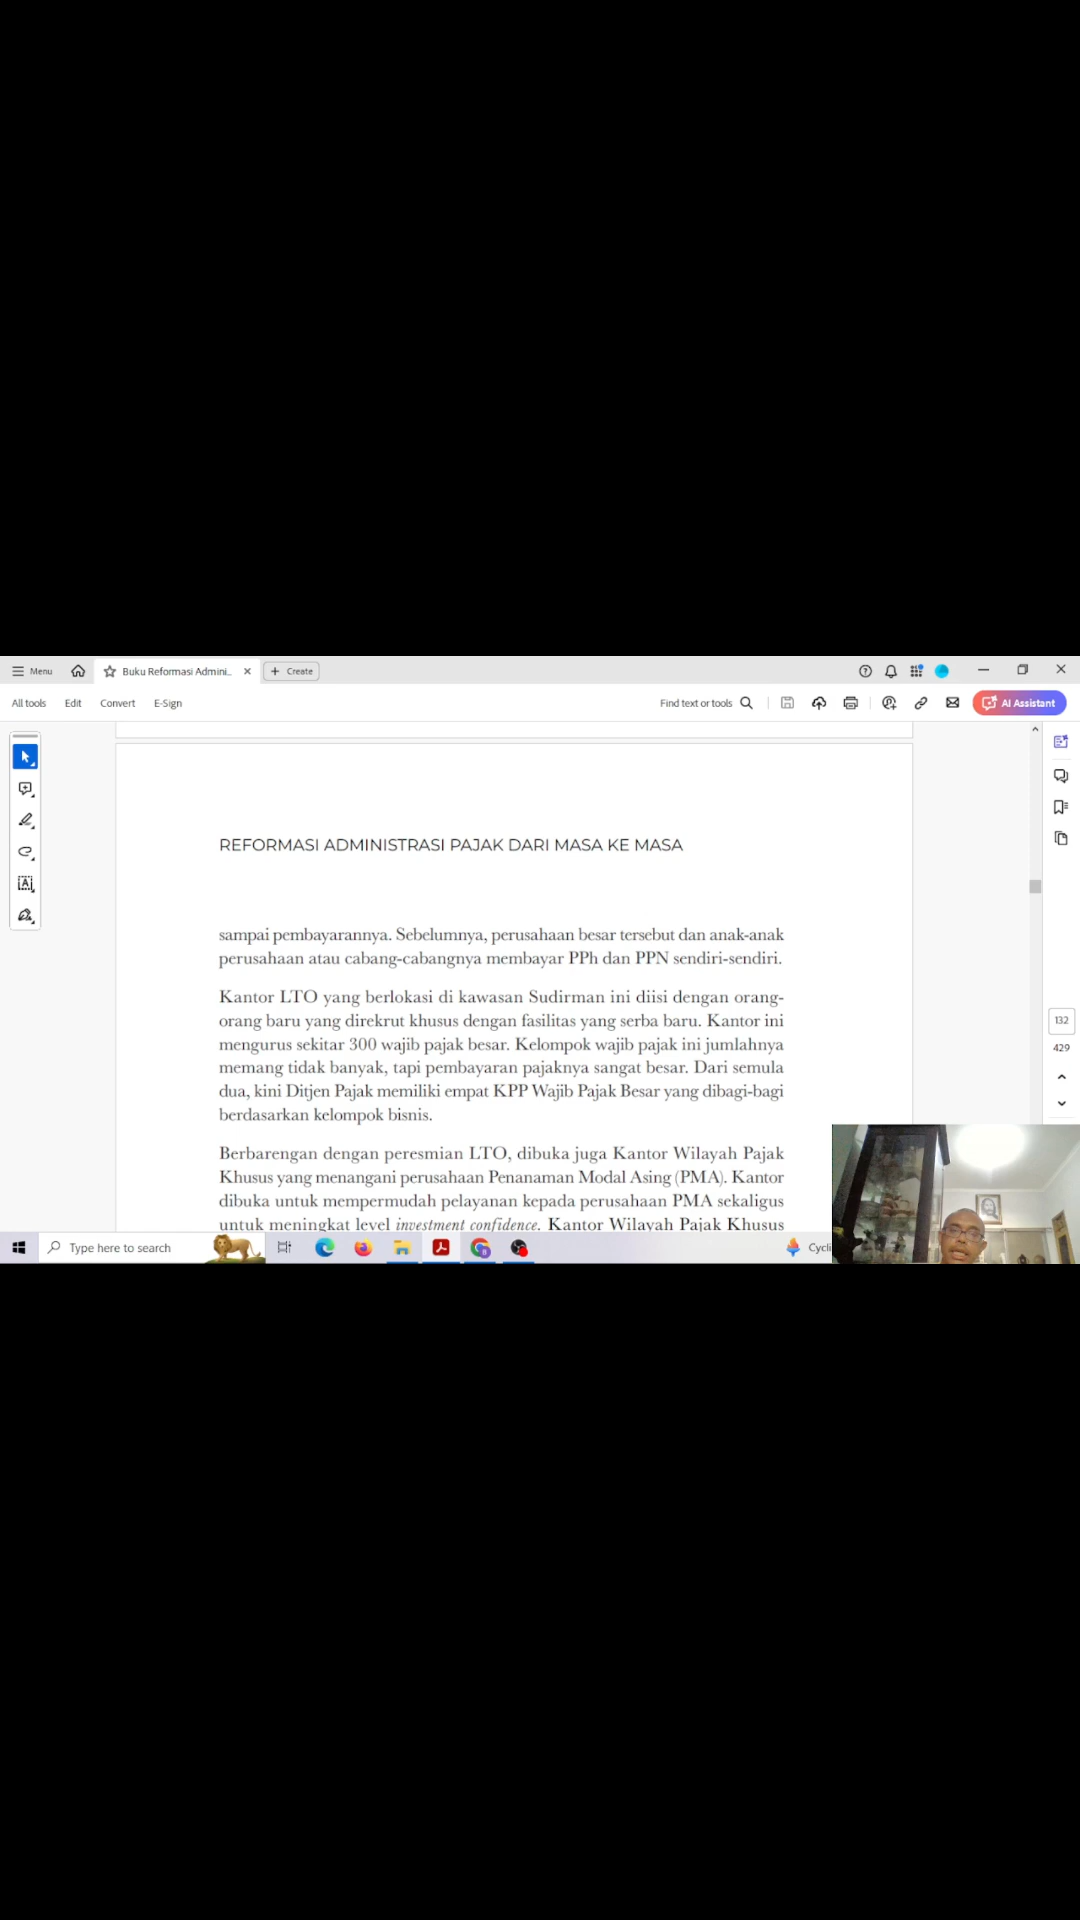 Menu
Buku Reformasi Admini...
Create
All tools
Edit
Convert
E-Sign
Find text or tools
AI Assistant
REFORMASI ADMINISTRASI PAJAK DARI MASA KE MASA
sampai pembayarannya. Sebelumnya, perusahaan besar tersebut dan anak-anak
perusahaan atau cabang-cabangnya membayar PPh dan PPN sendiri-sendiri.
Kantor LTO yang berlokasi di kawasan Sudirman ini diisi dengan orang-
orang baru yang direkrut khusus dengan fasilitas yang serba baru. Kantor ini
mengurus sekitar 300 wajib pajak besar. Kelompok wajib pajak ini jumlahnya
memang tidak banyak, tapi pembayaran pajaknya sangat besar. Dari semula
dua, kini Ditjen Pajak memiliki empat KPP Wajib Pajak Besar yang dibagi-bagi
berdasarkan kelompok bisnis.
Berbarengan dengan peresmian LTO, dibuka juga Kantor Wilayah Pajak
Khusus yang menangani perusahaan Penanaman Modal Asing (PMA). Kantor
dibuka untuk mempermudah pelayanan kepada perusahaan PMA sekaligus
untuk meningkat level investment confidence. Kantor Wilayah Pajak Khusus
132
429
Type here to search
Cycli